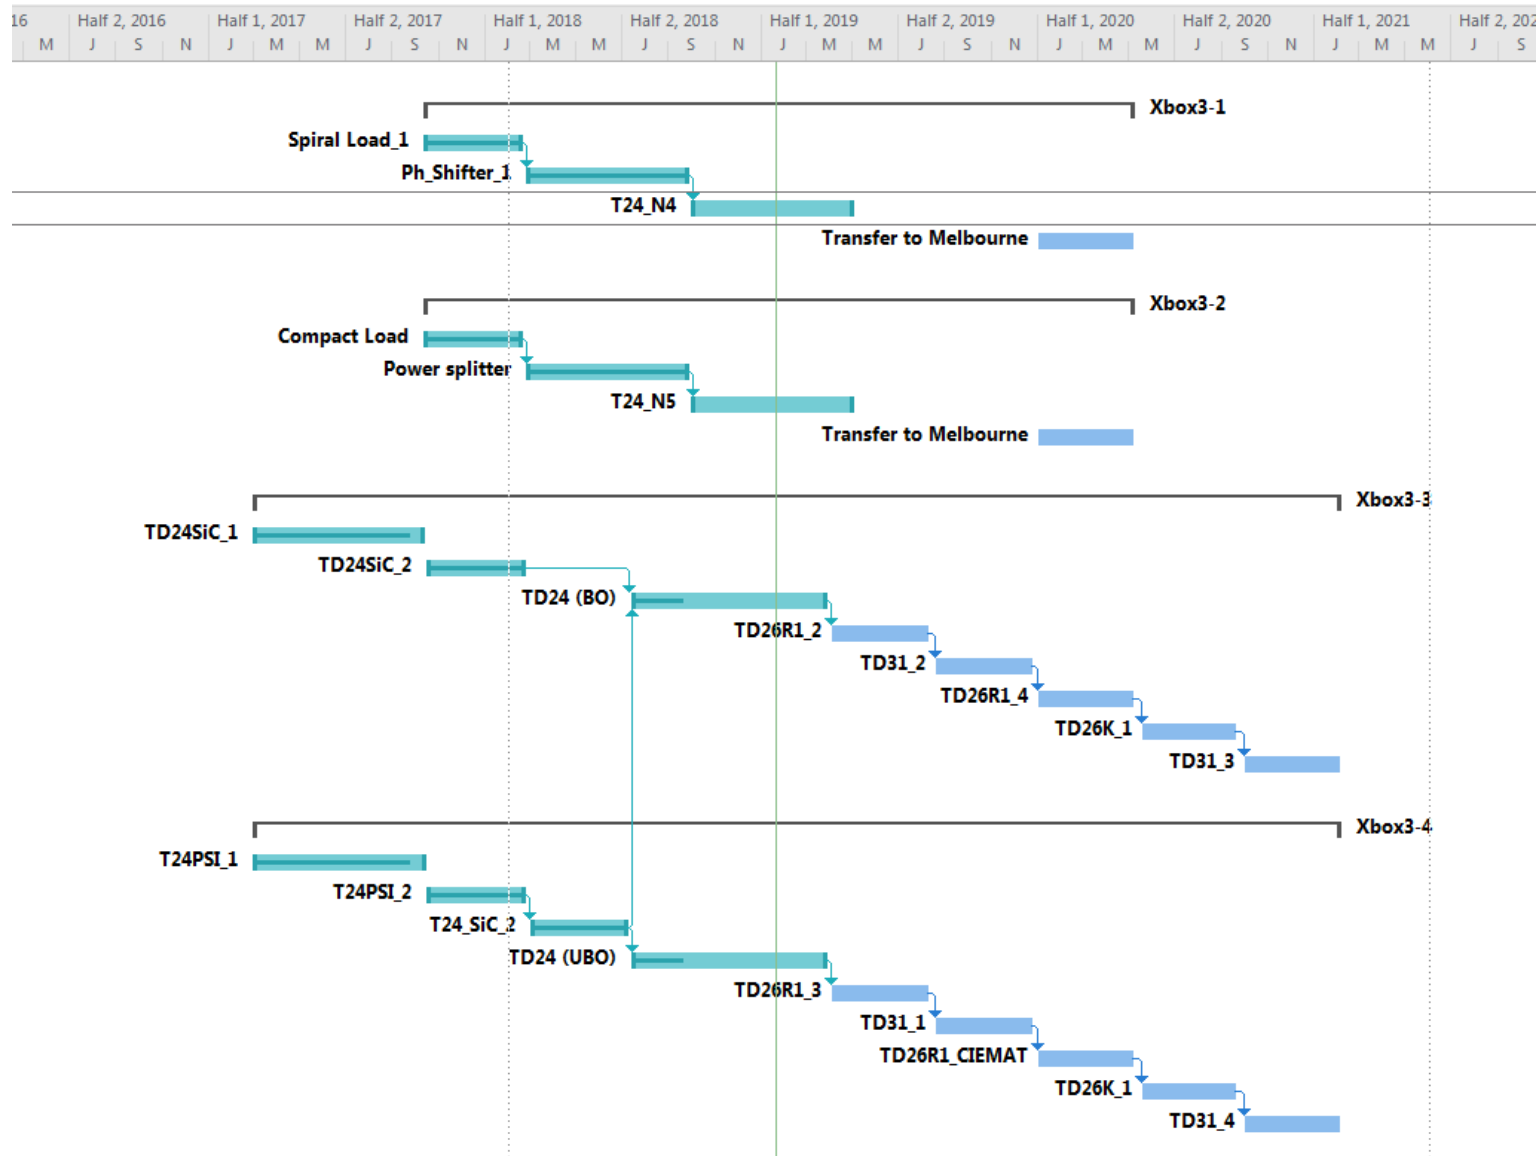 16 Half 2, 2016 Half 1, 2017 Half 2, 2017 Half 1, 2018 Half 2, 2018 Half 1, 2019 Half 2, 2019 Half 1, 2020 Half 2, 2020 Half 1, 2021 Half 2, 202
M J S N J M M J S N J M M J S N J M M J S N J M M J S N J M M J S
Xbox3-1
Spiral Load_1
Ph_Shifter_1
T24_N4
Transfer to Melbourne
Xbox3-2
Compact Load
Power splitter
T24_N5
Transfer to Melbourne
Xbox3-3
TD24SiC_1
TD24SiC_2
TD24 (BO)
TD26R1_2
TD31_2
TD26R1_4
TD26K_1
TD31_3
Xbox3-4
T24PSI_1
T24PSI_2
T24_SiC_2
TD24 (UBO)
TD26R1_3
TD31_1
TD26R1_CIEMAT
TD26K_1
TD31_4